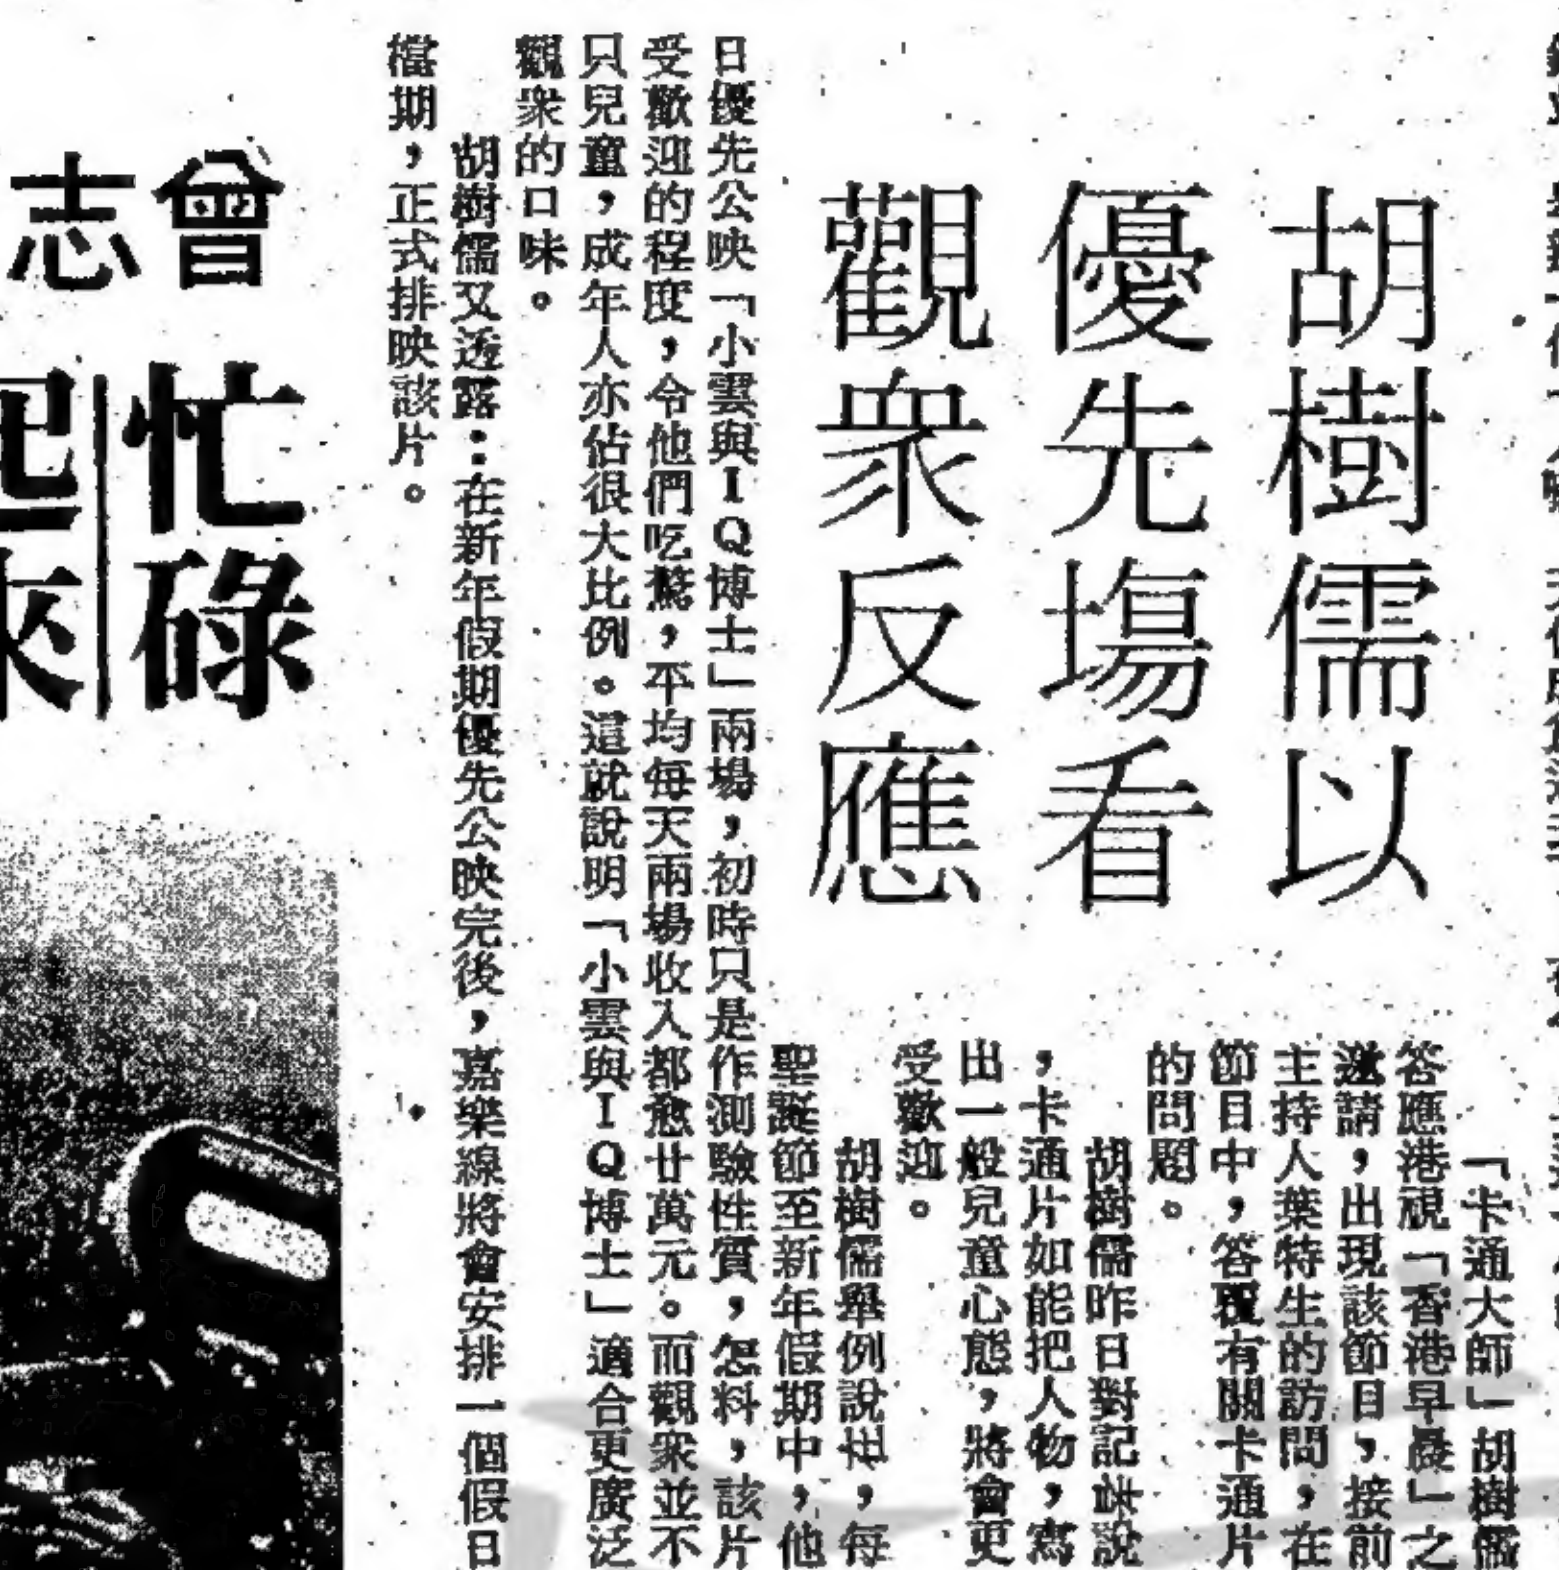 胡樹儒以
優先場看
觀衆反應
「卡通大師」胡樹儒
答應港視「香港早晨」之
邀請，出現該節目，接前
主持人葉特生的訪問，在
節目中，答覆有關卡通片
的問題。
胡樹儒昨日對記者說
，卡通片如能把人物，寫
出一般兒童心態，將會更
受歡迎。
胡樹儒舉例說，每
聖誕節至新年假期中，他
日優先公映「小雲與IQ博士」兩場，初時只是作測驗性質，怎料，該片
受歡迎的程度，令他們吃驚，平均每天兩場收入都愈廿萬元。而觀衆並不
只兒童，成年人亦佔很大比例。這就說明「小雲與IQ博士」適合更廣泛
觀衆的口味。
胡樹儒又透露：在新年假期優先公映完後，嘉樂線將會安排一個假日
檔期，正式排映該片。
曾志
忙碌
起來